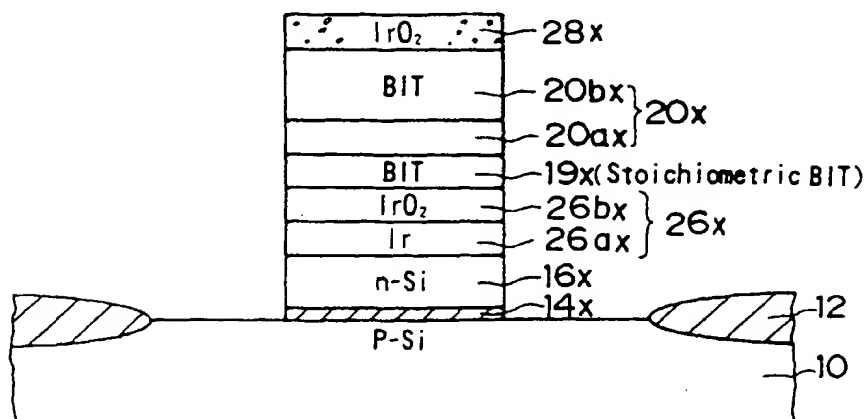 IrO₂ 28x
BIT 20bx
20x
20ax
BIT 19x(Stoichiometric BIT)
IrO₂ 26bx
26x
Ir 26ax
n-Si 16x
14x
12
P-Si
10